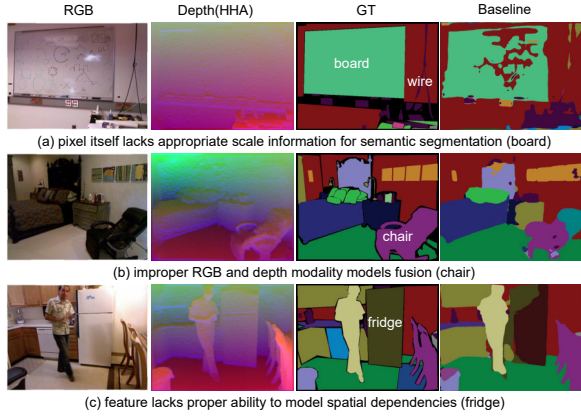 RGB Depth(HHA) GT Baseline
board
wire
(a) pixel itself lacks appropriate scale information for semantic segmentation (board)
chair
(b) improper RGB and depth modality models fusion (chair)
fridge
(c) feature lacks proper ability to model spatial dependencies (fridge)